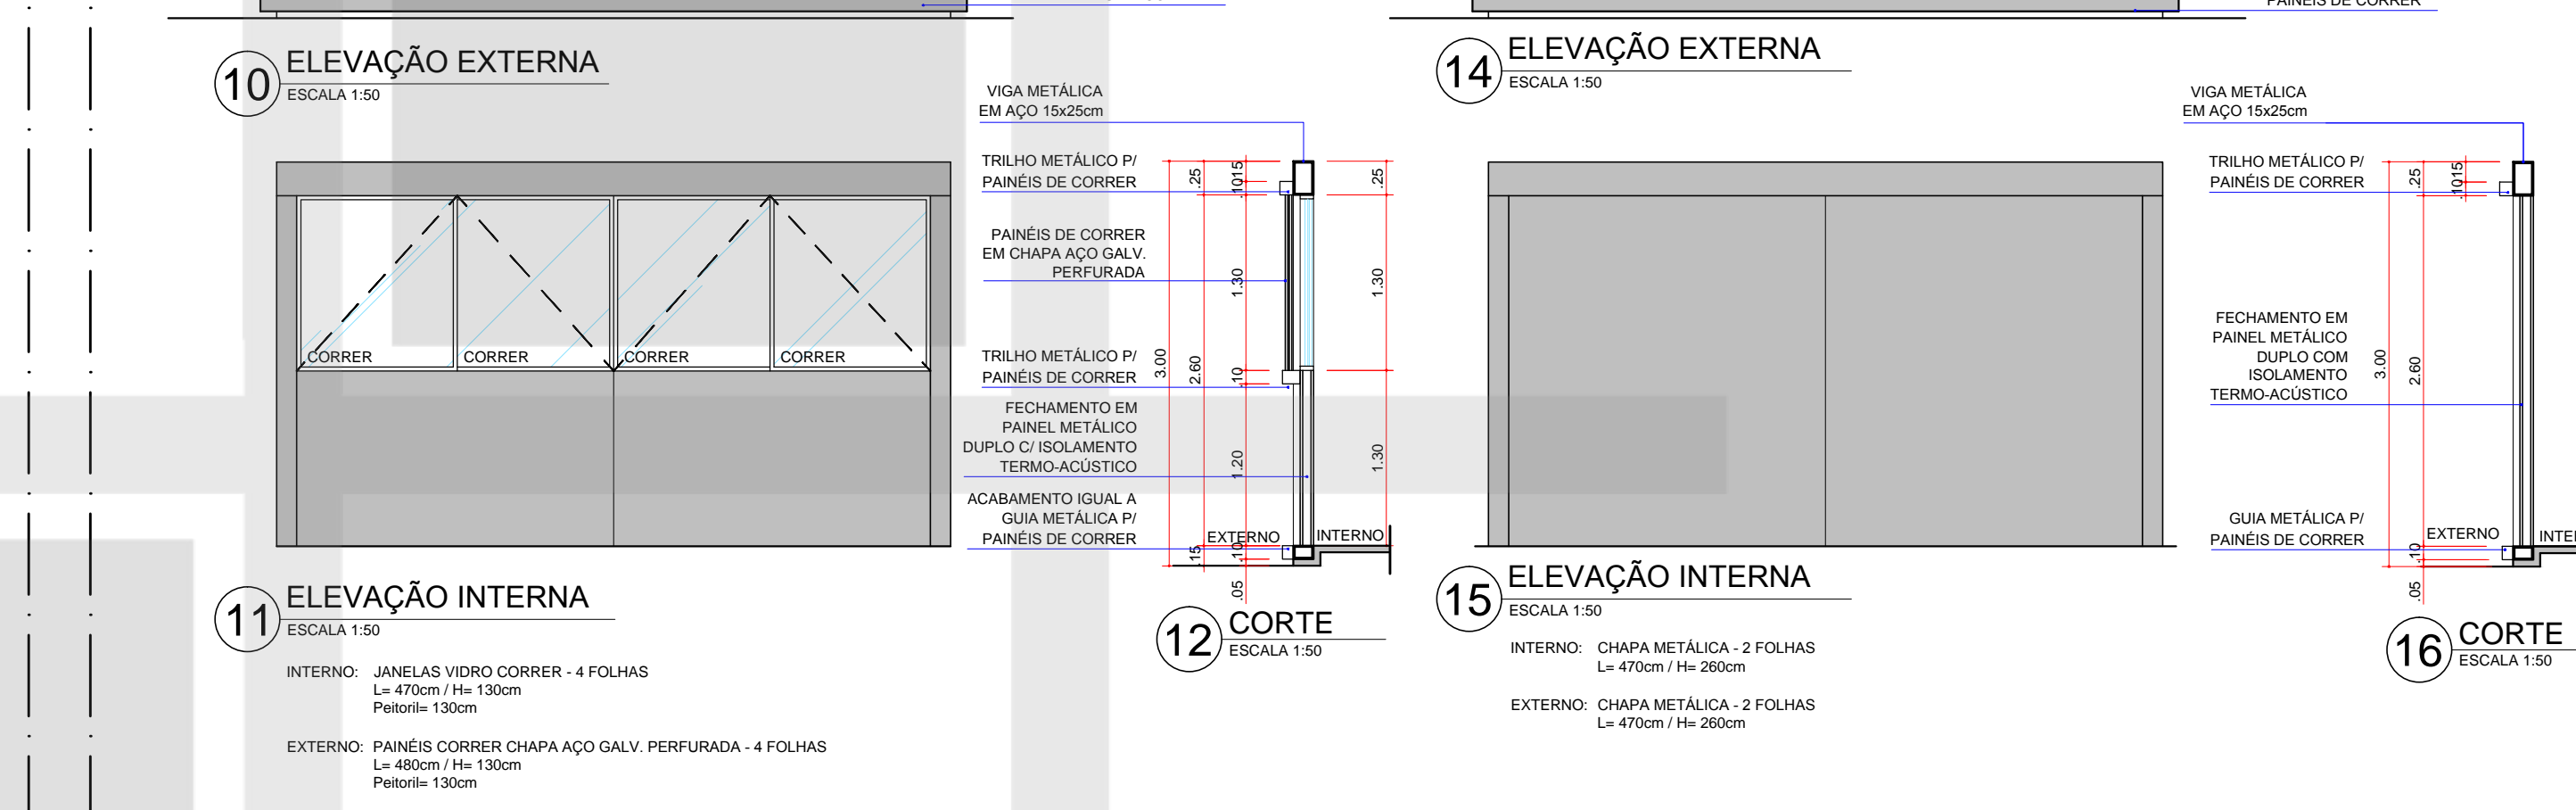 PAINÉIS DE CORRER
10
ELEVAÇÃO EXTERNA
ESCALA 1:50
14
ELEVAÇÃO EXTERNA
ESCALA 1:50
VIGA METÁLICA
EM AÇO 15x25cm
TRILHO METÁLICO P/
PAINÉIS DE CORRER
PAINÉIS DE CORRER
EM CHAPA AÇO GALV.
PERFURADA
TRILHO METÁLICO P/
PAINÉIS DE CORRER
FECHAMENTO EM
PAINEL METÁLICO
DUPLO C/ ISOLAMENTO
TERMO-ACÚSTICO
ACABAMENTO IGUAL A
GUIA METÁLICA P/
PAINÉIS DE CORRER
CORRER
CORRER
CORRER
CORRER
3.00
.25
2.60
.15
.15
.10
1.30
.10
1.20
.10
.05
.25
1.30
1.30
EXTERNO
INTERNO
11
ELEVAÇÃO INTERNA
ESCALA 1:50
INTERNO: JANELAS VIDRO CORRER - 4 FOLHAS
L= 470cm / H= 130cm
Peitoril= 130cm
EXTERNO: PAINÉIS CORRER CHAPA AÇO GALV. PERFURADA - 4 FOLHAS
L= 480cm / H= 130cm
Peitoril= 130cm
12
CORTE
ESCALA 1:50
15
ELEVAÇÃO INTERNA
ESCALA 1:50
INTERNO: CHAPA METÁLICA - 2 FOLHAS
L= 470cm / H= 260cm
EXTERNO: CHAPA METÁLICA - 2 FOLHAS
L= 470cm / H= 260cm
VIGA METÁLICA
EM AÇO 15x25cm
TRILHO METÁLICO P/
PAINÉIS DE CORRER
FECHAMENTO EM
PAINEL METÁLICO
DUPLO COM
ISOLAMENTO
TERMO-ACÚSTICO
GUIA METÁLICA P/
PAINÉIS DE CORRER
3.00
.25
2.60
.15
.10
.10
.05
EXTERNO
16
CORTE
ESCALA 1:50